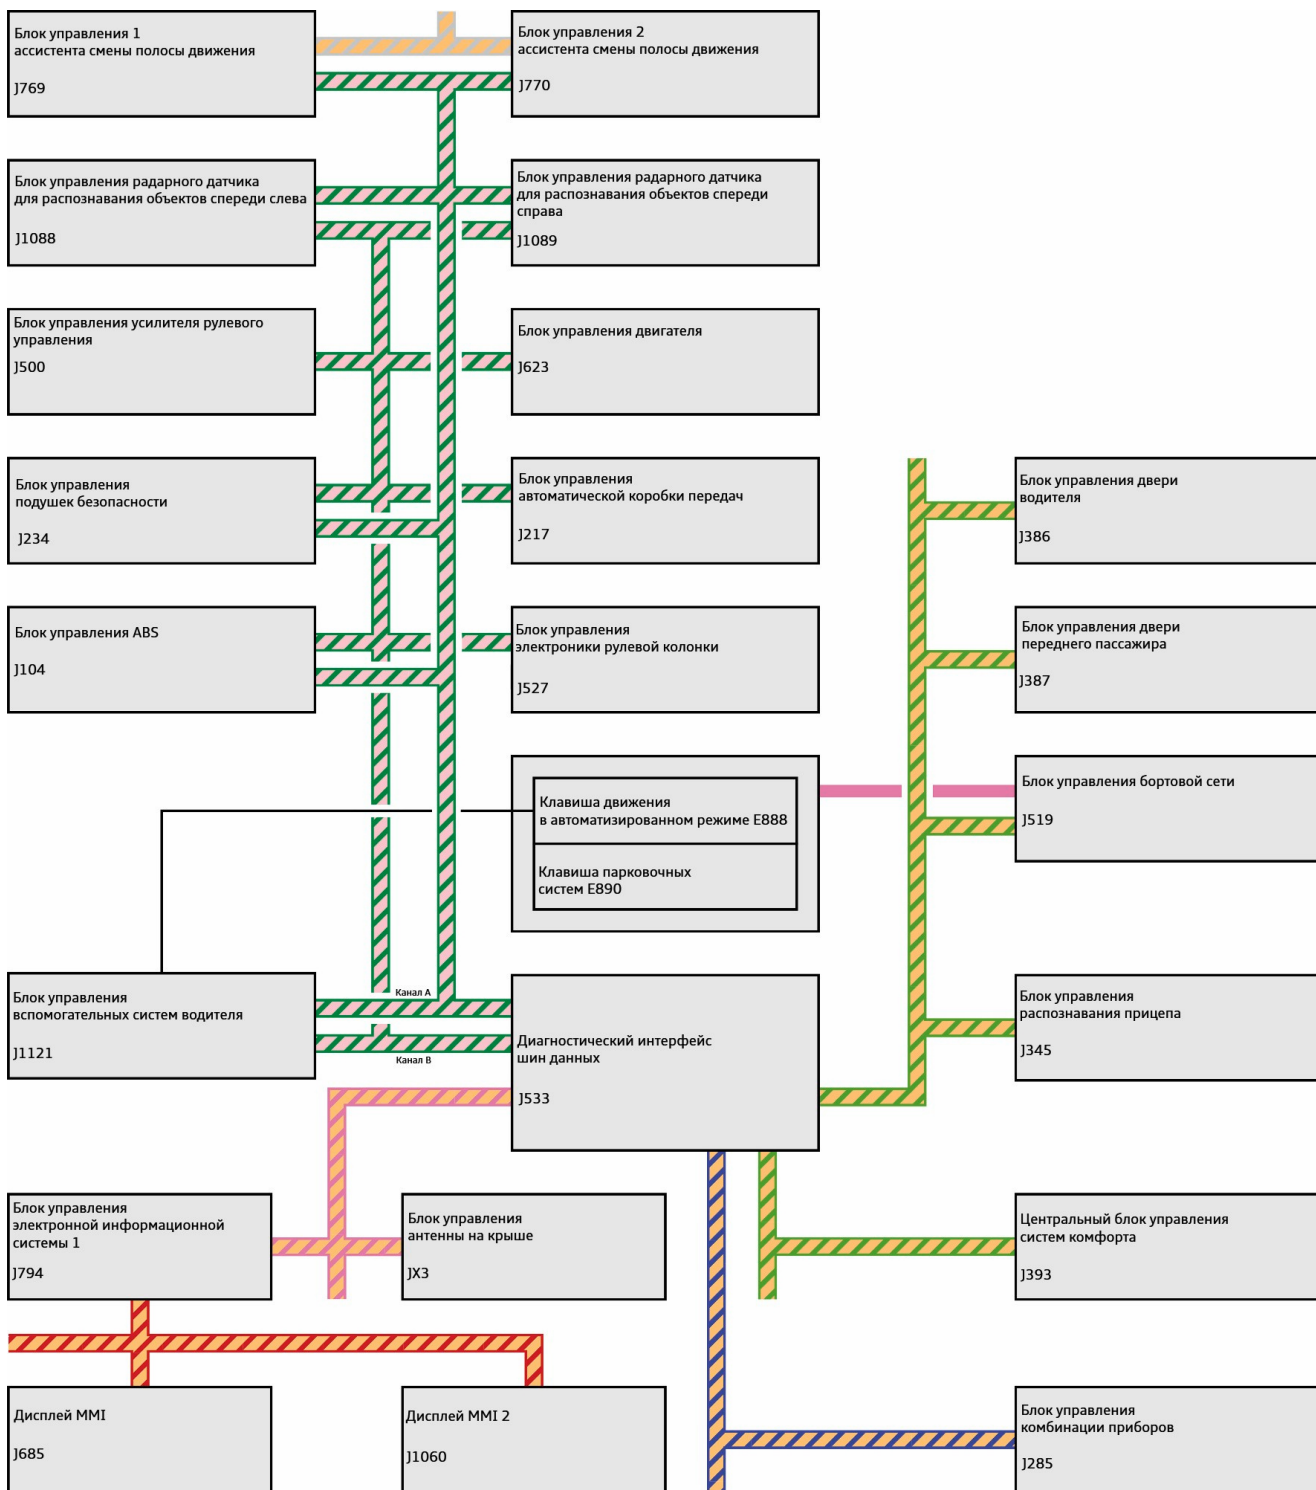 Блок управления 1
ассистента смены полосы движения
J769
Блок управления 2
ассистента смены полосы движения
J770
Блок управления радарного датчика
для распознавания объектов спереди слева
J1088
Блок управления радарного датчика
для распознавания объектов спереди
справа
J1089
Блок управления усилителя рулевого
управления
J500
Блок управления двигателя
J623
Блок управления
подушек безопасности
J234
Блок управления
автоматической коробки передач
J217
Блок управления двери
водителя
J386
Блок управления ABS
J104
Блок управления
электроники рулевой колонки
J527
Блок управления двери
переднего пассажира
J387
Клавиша движения
в автоматизированном режиме E888
Клавиша парковочных
систем E890
Блок управления бортовой сети
J519
Блок управления
вспомогательных систем водителя
J1121
Канал A
Канал B
Диагностический интерфейс
шин данных
J533
Блок управления
распознавания прицепа
J345
Блок управления
электронной информационной
системы 1
J794
Блок управления
антенны на крыше
JX3
Центральный блок управления
систем комфорта
J393
Дисплей MMI
J685
Дисплей MMI 2
J1060
Блок управления
комбинации приборов
J285